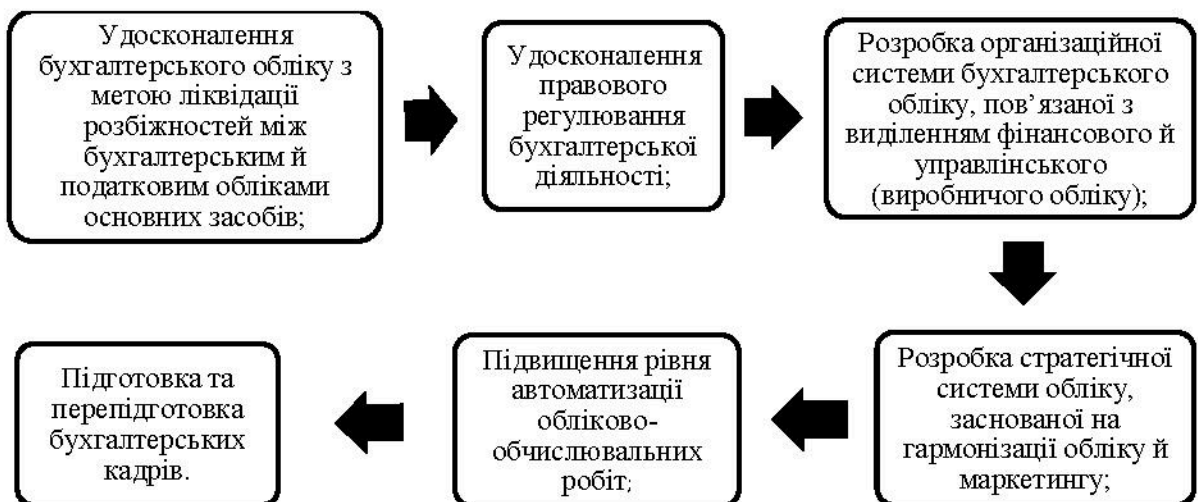 Удосконалення
бухгалтерського обліку з
метою ліквідації
розбіжностей між
бухгалтерським й
податковим обліками
основних засобів;
Удосконалення
правового
регулювання
бухгалтерської
діяльності;
Розробка організаційної
системи бухгалтерського
обліку, пов’язаної з
виділенням фінансового й
управлінського
(виробничого обліку);
Розробка стратегічної
системи обліку,
заснованої на
гармонізації обліку й
маркетингу;
Підвищення рівня
автоматизації
обліково-
обчислювальних
робіт;
Підготовка та
перепідготовка
бухгалтерських
кадрів.